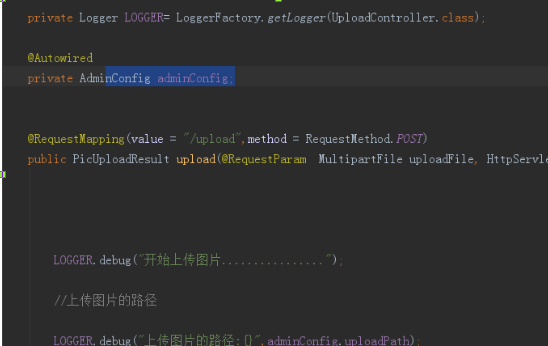 private Logger LOGGER= LoggerFactory.getLogger(UploadController.class);
@Autowired
private AdminConfig adminConfig;
@RequestMapping(value = "/upload",method = RequestMethod.POST)
public PicUploadResult upload(@RequestParam MultipartFile uploadFile, HttpServle
LOGGER.debug("开始上传图片................");
//上传图片的路径
LOGGER.debug("上传图片的路径:{}",adminConfig.uploadPath);